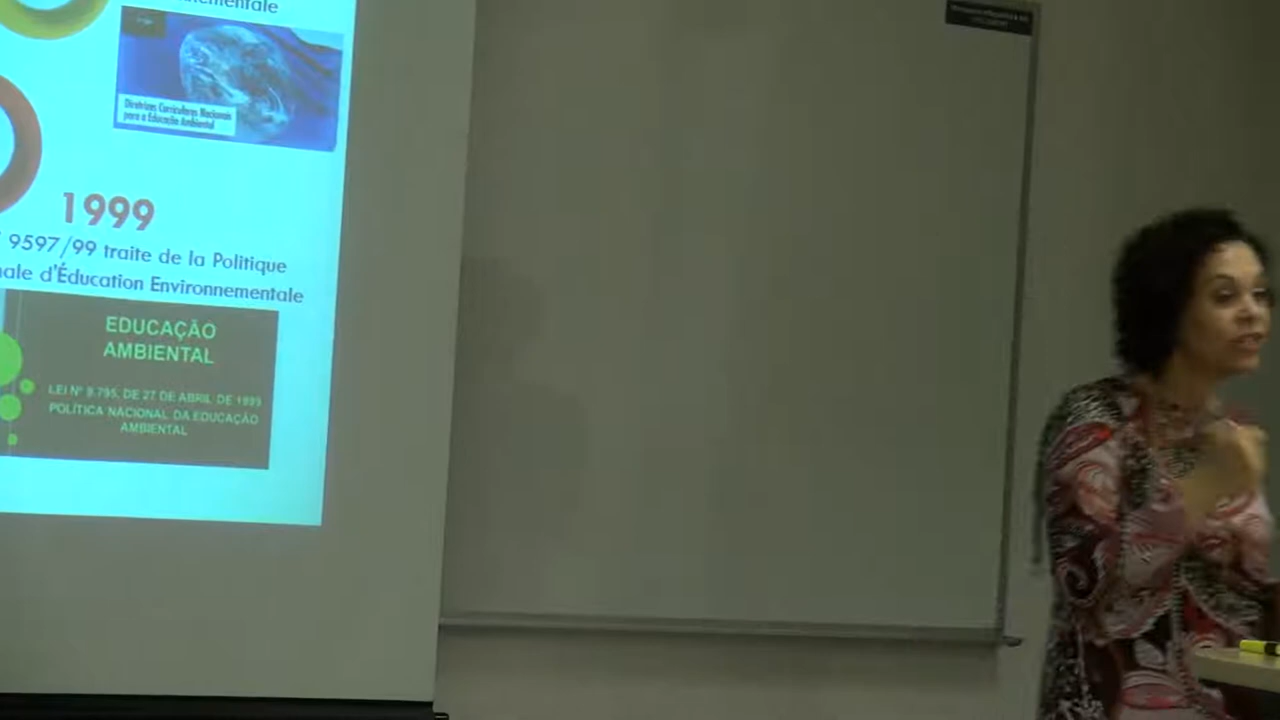 nementale
Diretrizes Curriculares Nacionais
para a Educação Ambiental
1999
9597/99 traite de la Politique
nale d'Éducation Environnementale
EDUCAÇÃO
AMBIENTAL
LEI Nº 9.795, DE 27 DE ABRIL DE 1999
POLÍTICA NACIONAL DA EDUCAÇÃO
AMBIENTAL